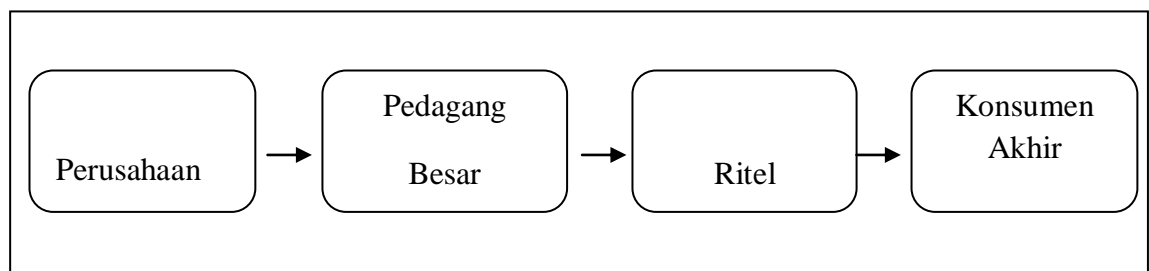 Perusahaan
Pedagang
Besar
Ritel
Konsumen
Akhir